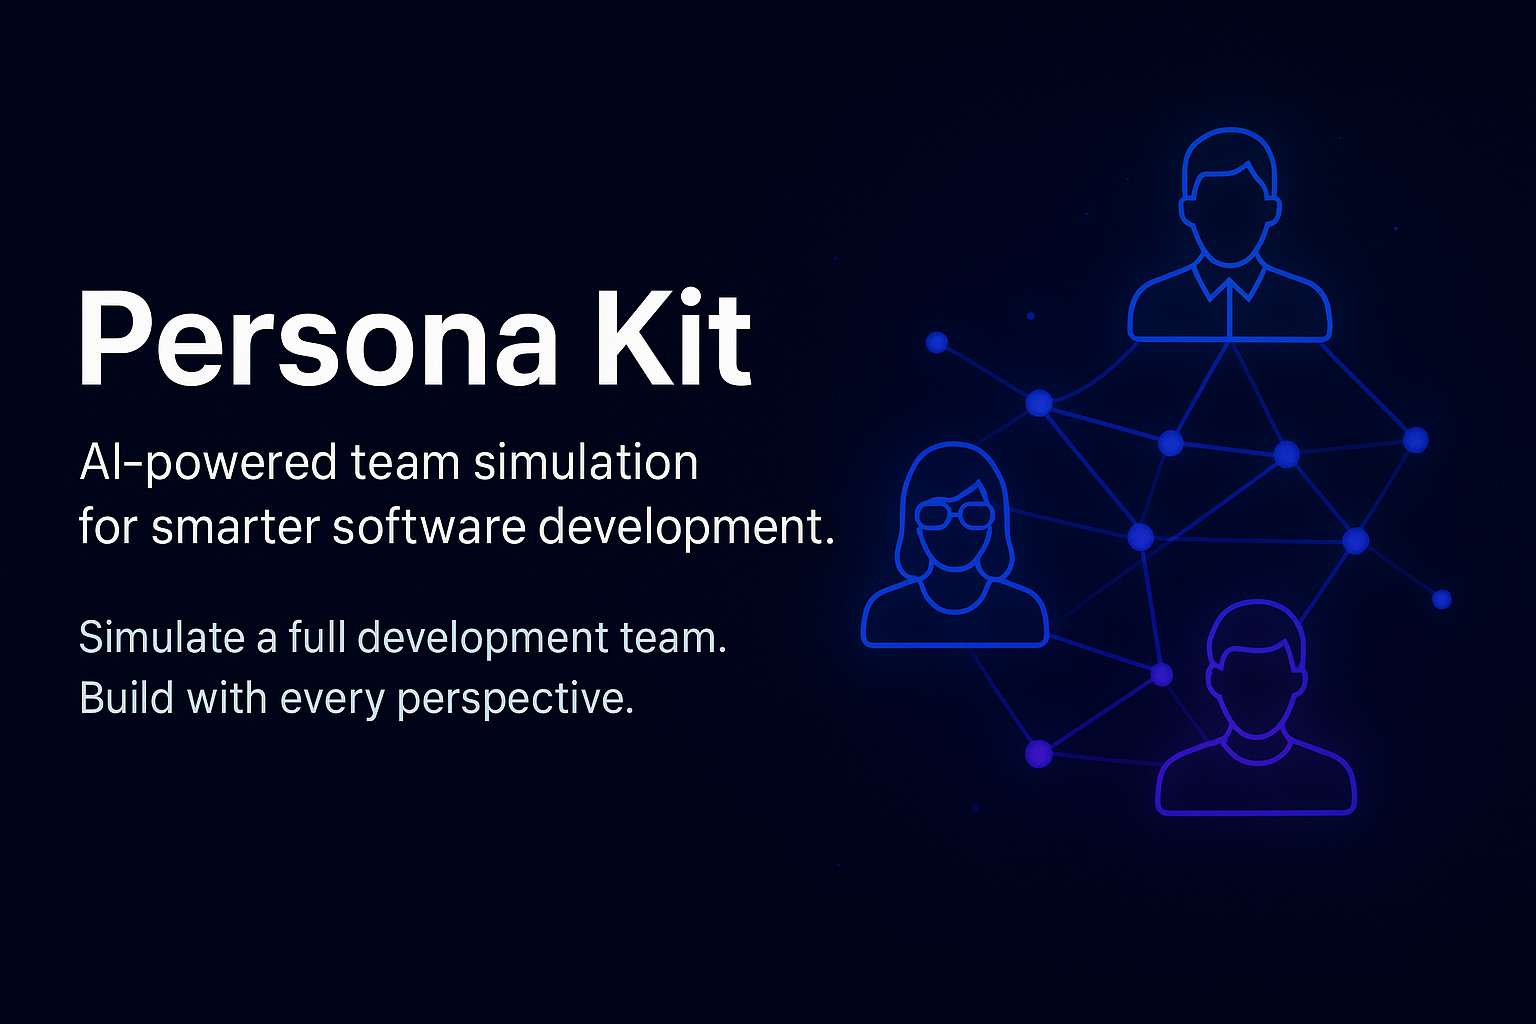 Persona Kit
AI-powered team simulation
for smarter software development.
Simulate a full development team.
Build with every perspective.